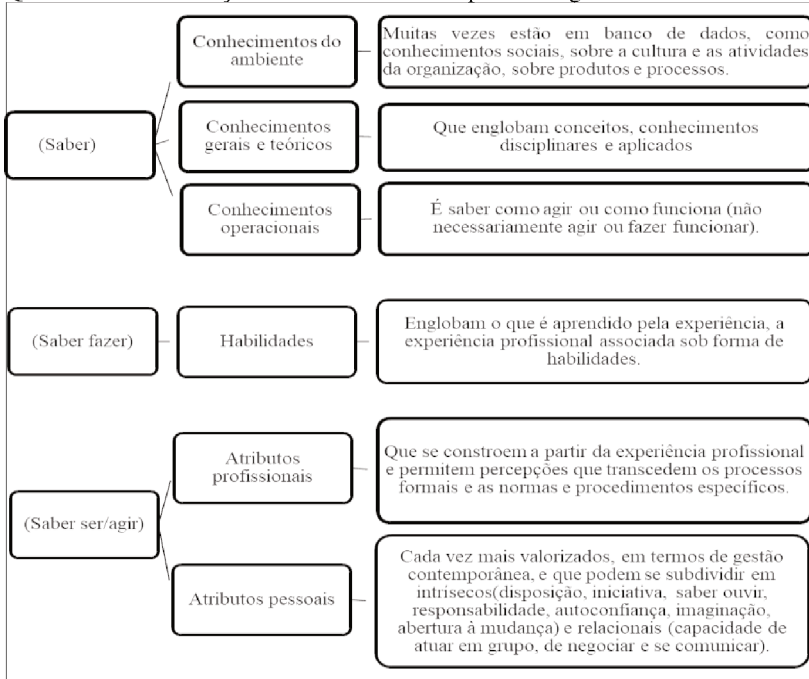 Conhecimentos do
ambiente
Muitas vezes estão em banco de dados, como
conhecimentos sociais, sobre a cultura e as atividades
da organização, sobre produtos e processos.
(Saber)
Conhecimentos
gerais e teóricos
Que englobam conceitos, conhecimentos
disciplinares e aplicados
Conhecimentos
operacionais
É saber como agir ou como funciona (não
necessariamente agir ou fazer funcionar).
(Saber fazer)
Habilidades
Englobam o que é aprendido pela experiência, a
experiência profissional associada sob forma de
habilidades.
(Saber ser/agir)
Atributos
profissionais
Que se constroem a partir da experiência profissional
e permitem percepções que transcedem os processos
formais e as normas e procedimentos específicos.
Atributos pessoais
Cada vez mais valorizados, em termos de gestão
contemporânea, e que podem se subdividir em
intrísecos(disposição, iniciativa, saber ouvir,
responsabilidade, autoconfiança, imaginação,
abertura à mudança) e relacionais (capacidade de
atuar em grupo, de negociar e se comunicar).